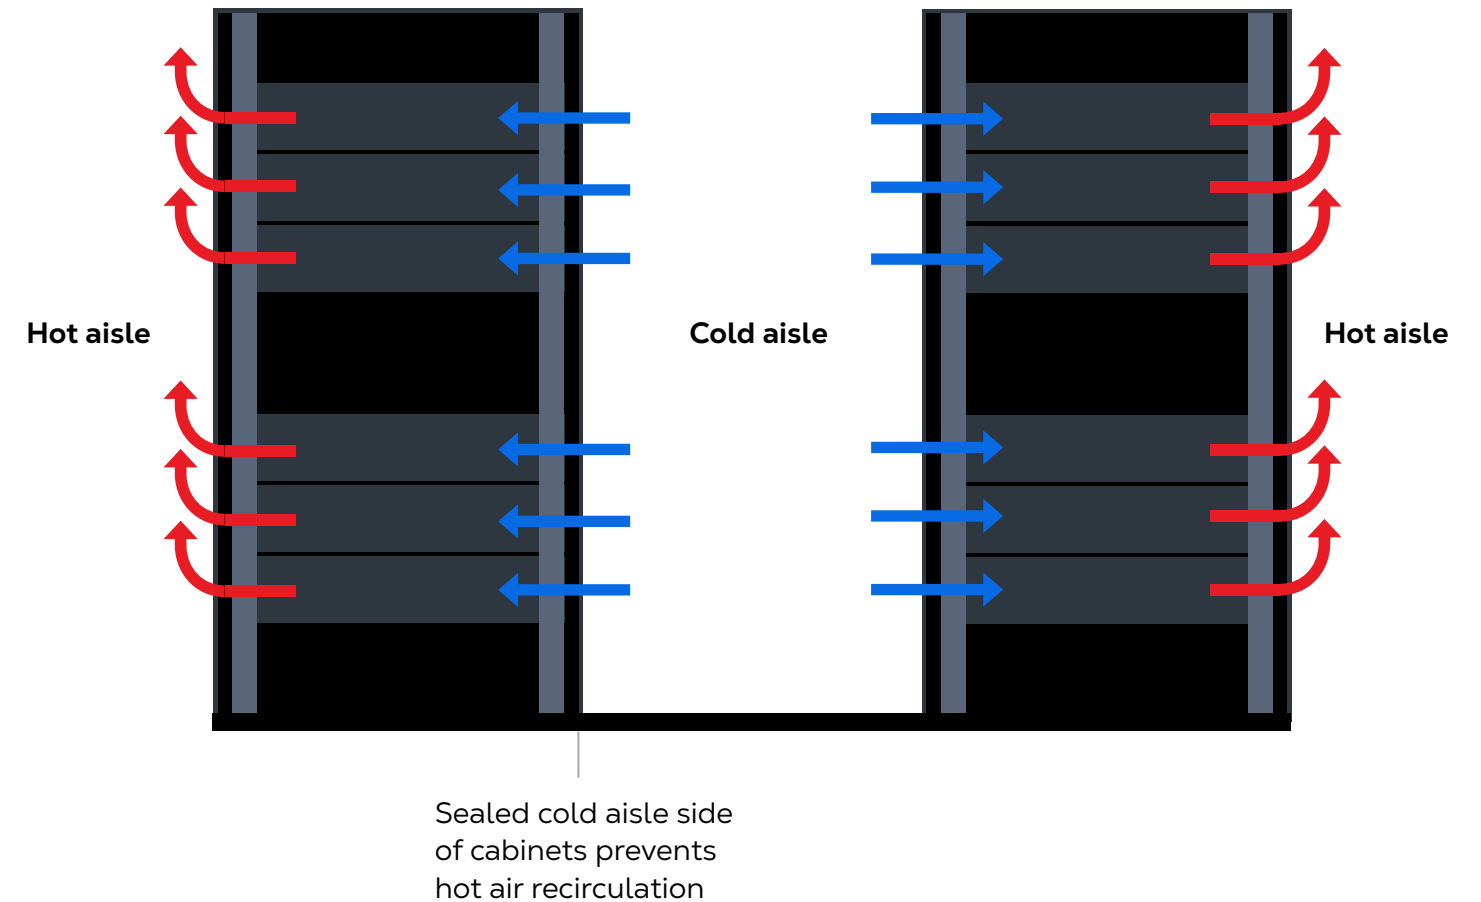 Hot aisle
Cold aisle
Hot aisle
Sealed cold aisle side
of cabinets prevents
hot air recirculation